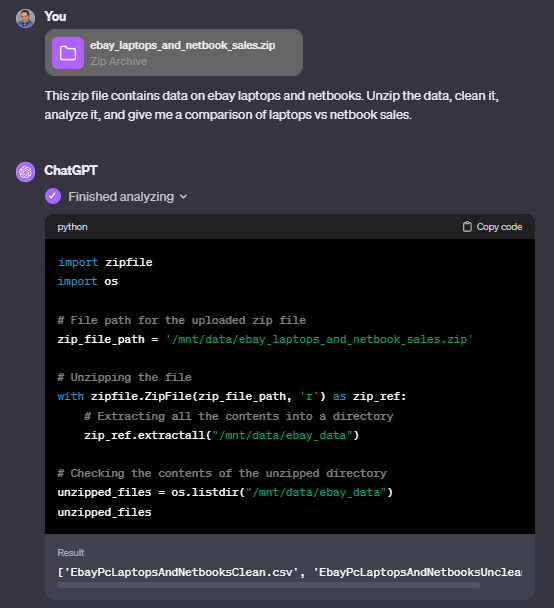 You
ebay_laptops_and_netbook_sales.zip
Zip Archive
This zip file contains data on ebay laptops and netbooks. Unzip the data, clean it,
analyze it, and give me a comparison of laptops vs netbook sales.
ChatGPT
Finished analyzing
python Copy code
import zipfile
import os
# File path for the uploaded zip file
zip_file_path = '/mnt/data/ebay_laptops_and_netbook_sales.zip'
# Unzipping the file
with zipfile.ZipFile(zip_file_path, 'r') as zip_ref:
    # Extracting all the contents into a directory
    zip_ref.extractall("/mnt/data/ebay_data")
# Checking the contents of the unzipped directory
unzipped_files = os.listdir("/mnt/data/ebay_data")
unzipped_files
Result
['EbayPcLaptopsAndNetbooksClean.csv', 'EbayPcLaptopsAndNetbooksUnclea